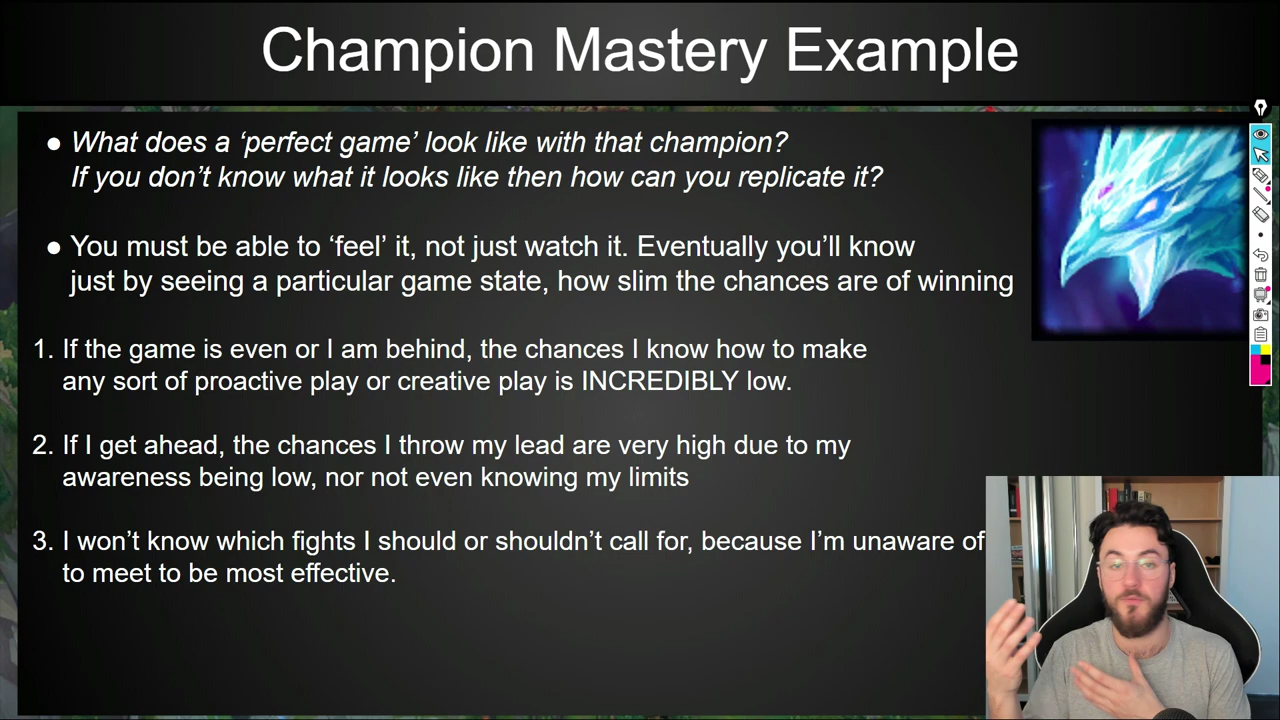 Champion Mastery Example
● What does a ‘perfect game’ look like with that champion?
If you don’t know what it looks like then how can you replicate it?
● You must be able to ‘feel’ it, not just watch it. Eventually you’ll know
just by seeing a particular game state, how slim the chances are of winning
1. If the game is even or I am behind, the chances I know how to make
any sort of proactive play or creative play is INCREDIBLY low.
2. If I get ahead, the chances I throw my lead are very high due to my
awareness being low, nor not even knowing my limits
3. I won’t know which fights I should or shouldn’t call for, because I’m unaware of
to meet to be most effective.